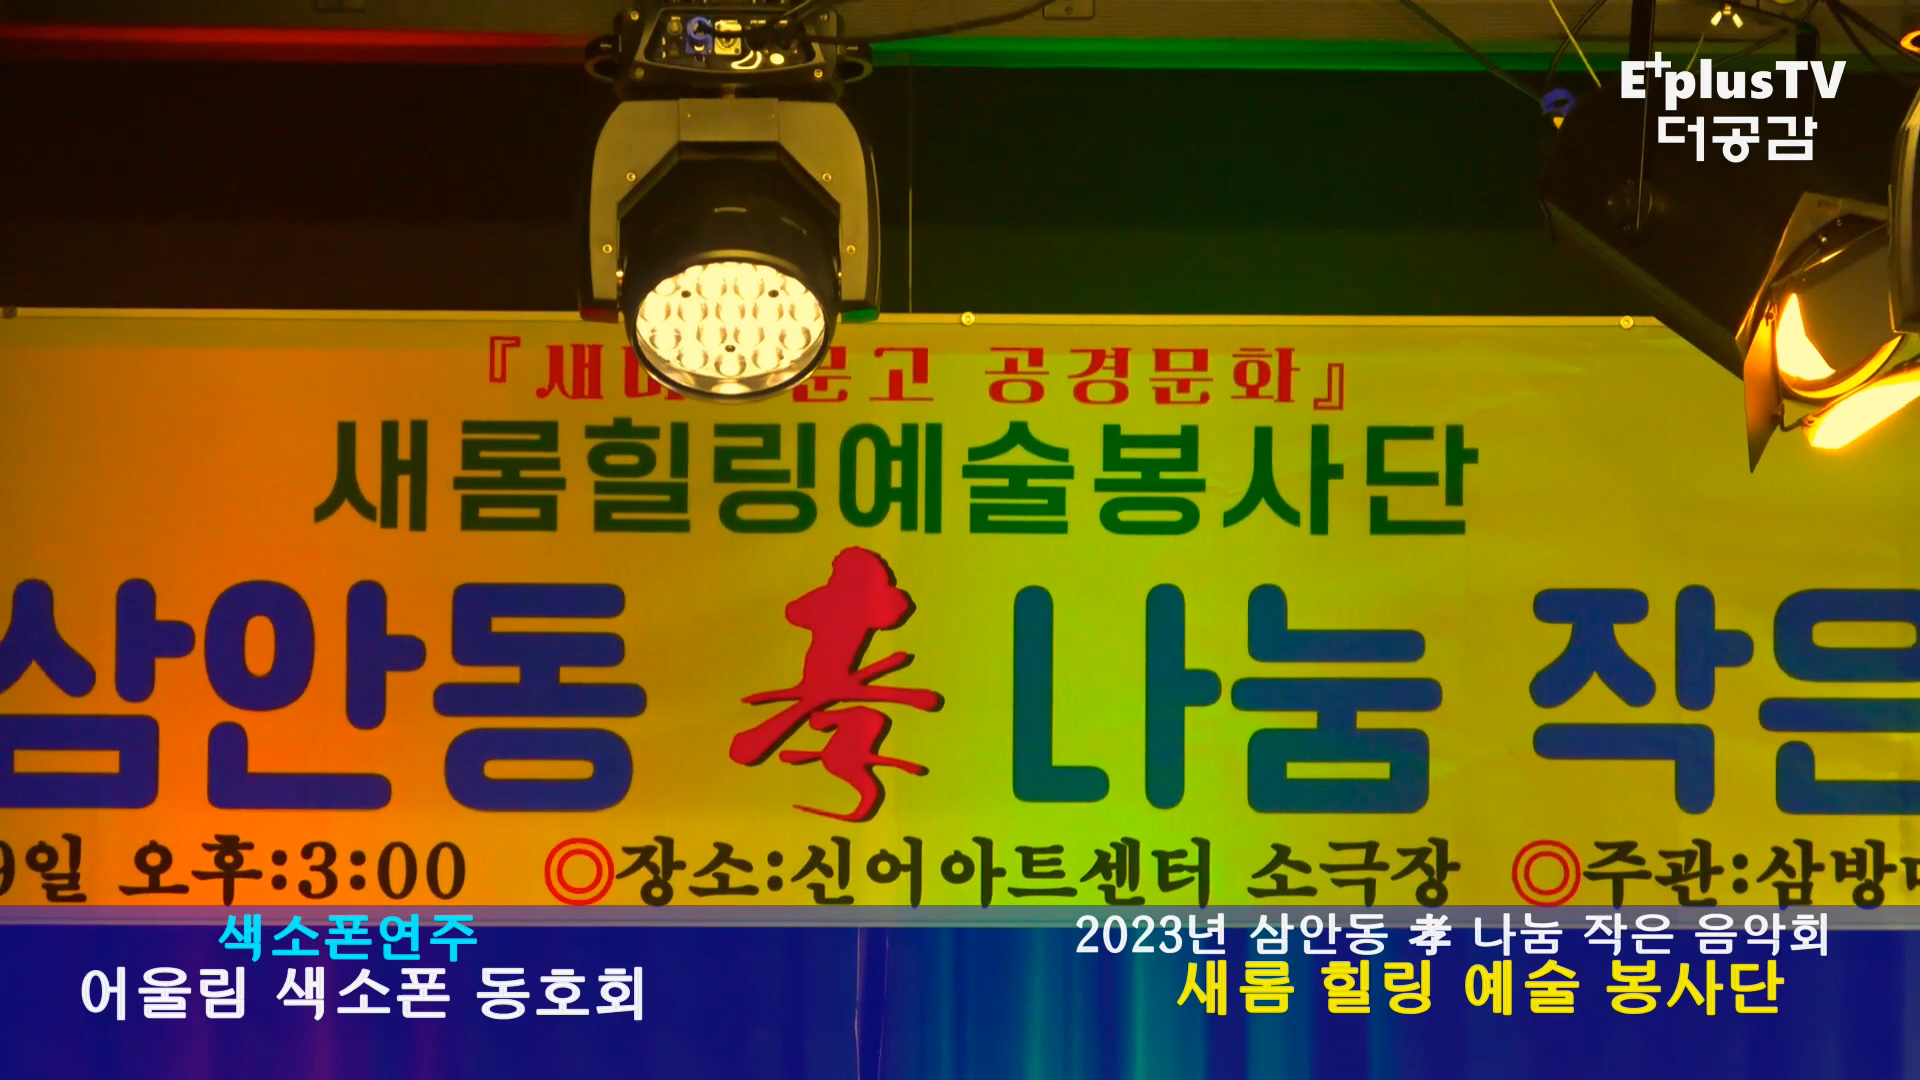 E+plusTV
더공감
『새 문고 공경문화』
새롬힐링예술봉사단
삼안동 孝 나눔 작은
9일 오후:3:00 ◎장소:신어아트센터 소극장 ◎주관:삼방
색소폰연주
어울림 색소폰 동호회
2023년 삼안동 孝 나눔 작은 음악회
새롬 힐링 예술 봉사단